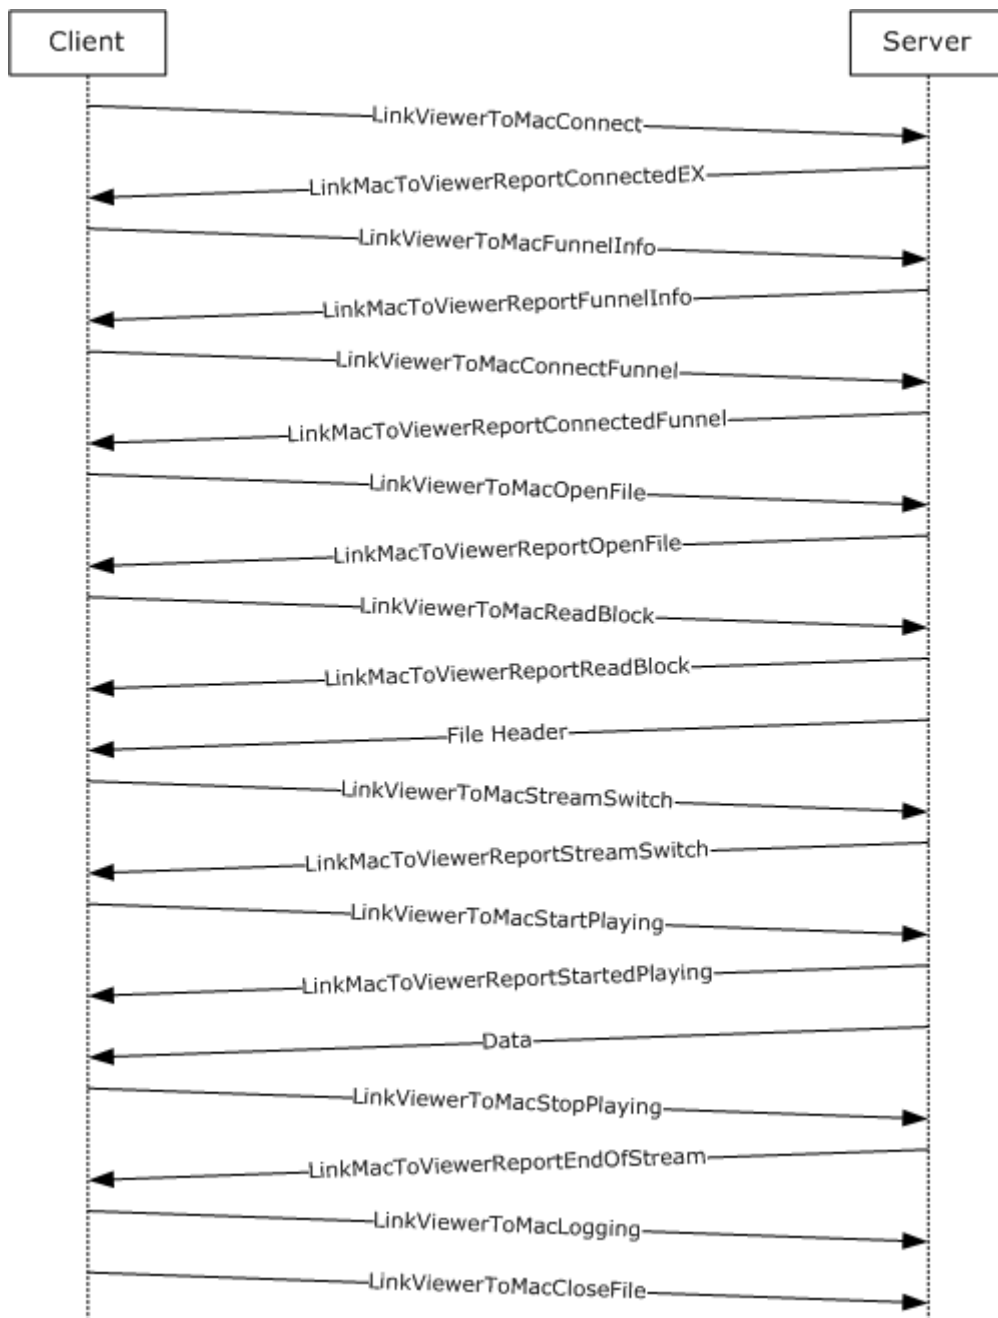 Client
Server
LinkViewerToMacConnect
LinkMacToViewerReportConnectedEX
LinkViewerToMacFunnelInfo
LinkMacToViewerReportFunnelInfo
LinkViewerToMacConnectFunnel
LinkMacToViewerReportConnectedFunnel
LinkViewerToMacOpenFile
LinkMacToViewerReportOpenFile
LinkViewerToMacReadBlock
LinkMacToViewerReportReadBlock
File Header
LinkViewerToMacStreamSwitch
LinkMacToViewerReportStreamSwitch
LinkViewerToMacStartPlaying
LinkMacToViewerReportStartedPlaying
Data
LinkViewerToMacStopPlaying
LinkMacToViewerReportEndOfStream
LinkViewerToMacLogging
LinkViewerToMacCloseFile